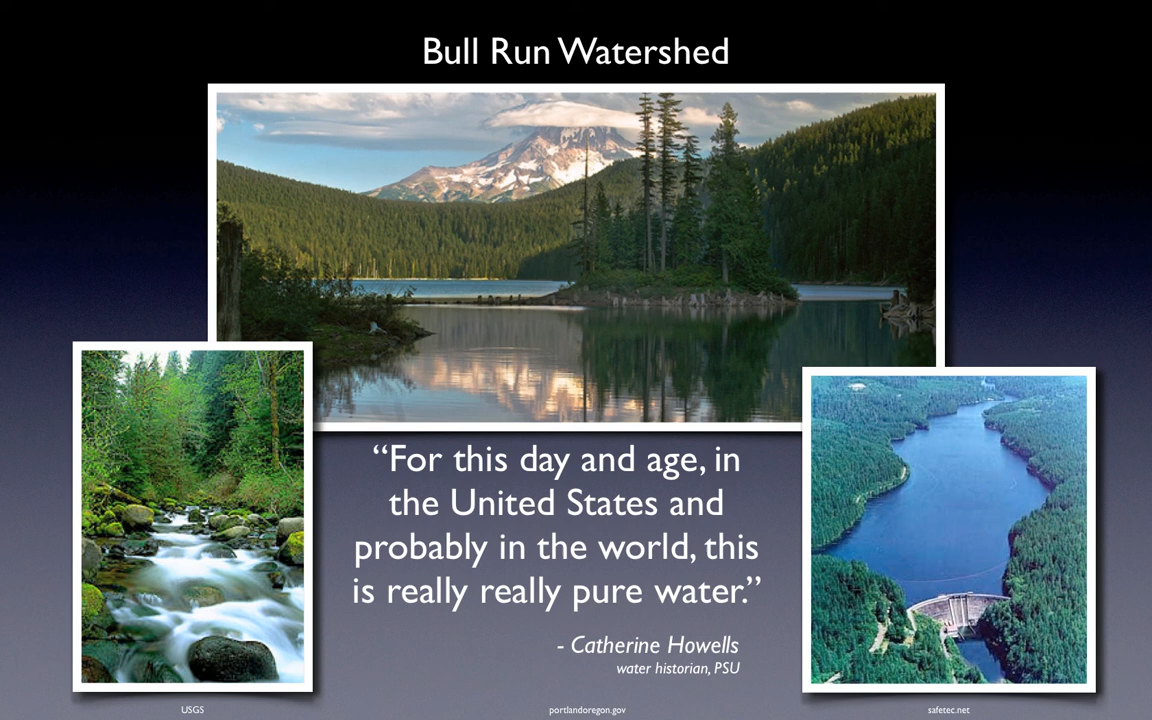 Bull Run Watershed
“For this day and age, in
the United States and
probably in the world, this
is really really pure water.”
- Catherine Howells
water historian, PSU
USGS
portlandoregon.gov
safetec.net